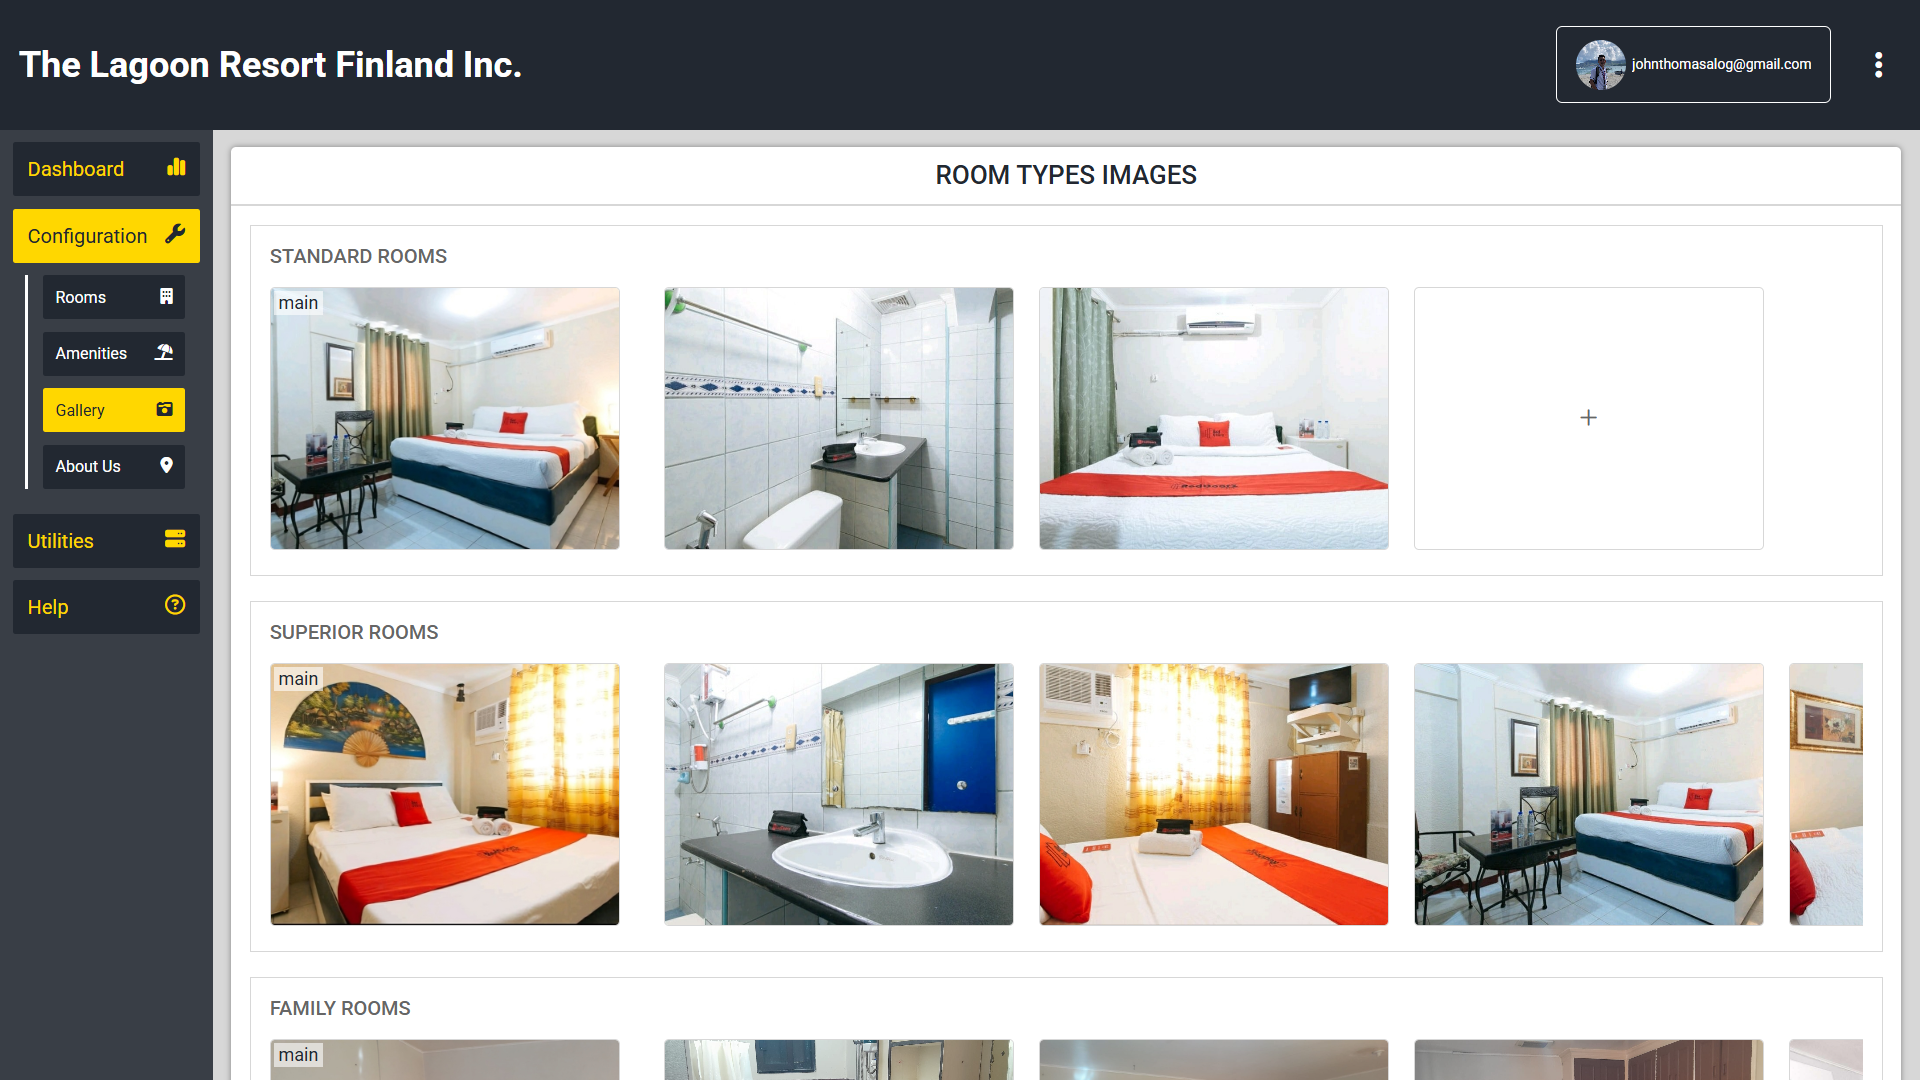 The Lagoon Resort Finland Inc.
johnthomasalog@gmail.com
Dashboard
Configuration
Rooms
Amenities
Gallery
About Us
Utilities
Help
ROOM TYPES IMAGES
STANDARD ROOMS
main
SUPERIOR ROOMS
main
FAMILY ROOMS
main